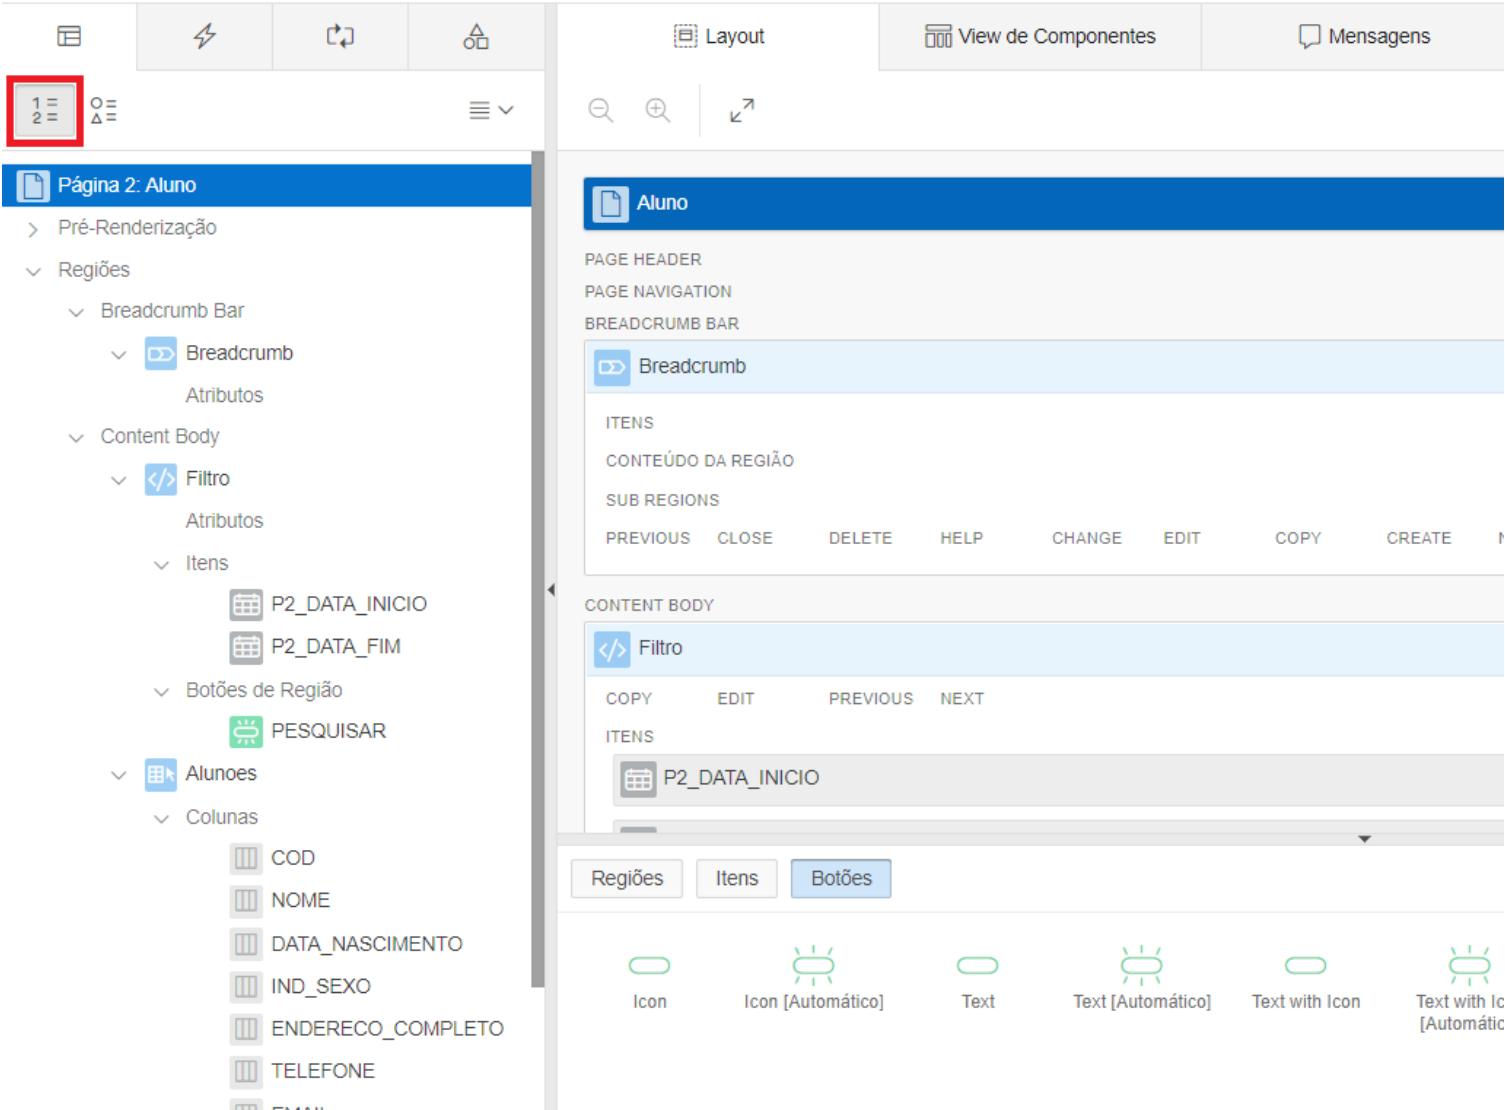 Layout
View de Componentes
Mensagens
1
2
Página 2: Aluno
Pré-Renderização
Regiões
Breadcrumb Bar
Breadcrumb
Atributos
Content Body
Filtro
Atributos
Itens
P2_DATA_INICIO
P2_DATA_FIM
Botões de Região
PESQUISAR
Alunoes
Colunas
COD
NOME
DATA_NASCIMENTO
IND_SEXO
ENDERECO_COMPLETO
TELEFONE
Aluno
PAGE HEADER
PAGE NAVIGATION
BREADCRUMB BAR
Breadcrumb
ITENS
CONTEÚDO DA REGIÃO
SUB REGIONS
PREVIOUS CLOSE DELETE HELP CHANGE EDIT COPY CREATE
CONTENT BODY
Filtro
COPY EDIT PREVIOUS NEXT
ITENS
P2_DATA_INICIO
Regiões Itens Botões
Icon
Icon [Automático]
Text
Text [Automático]
Text with Icon
Text with Ic
[Automátic